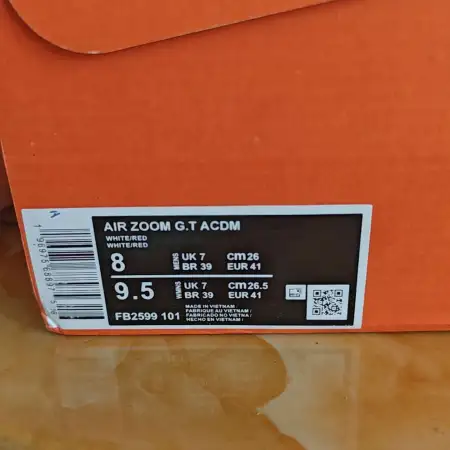 AIR ZOOM G.T ACDM
WHITE/RED
WHITE/RED
8 MENS UK 7 CM 26
BR 39 EUR 41
9.5 WMNS UK 7 CM 26.5
BR 39 EUR 41
FB2599 101
MADE IN VIETNAM
FABRIQUE AU VIETNAM
FABRICADO NO VIETNA
HECHO EN VIETNAM
A